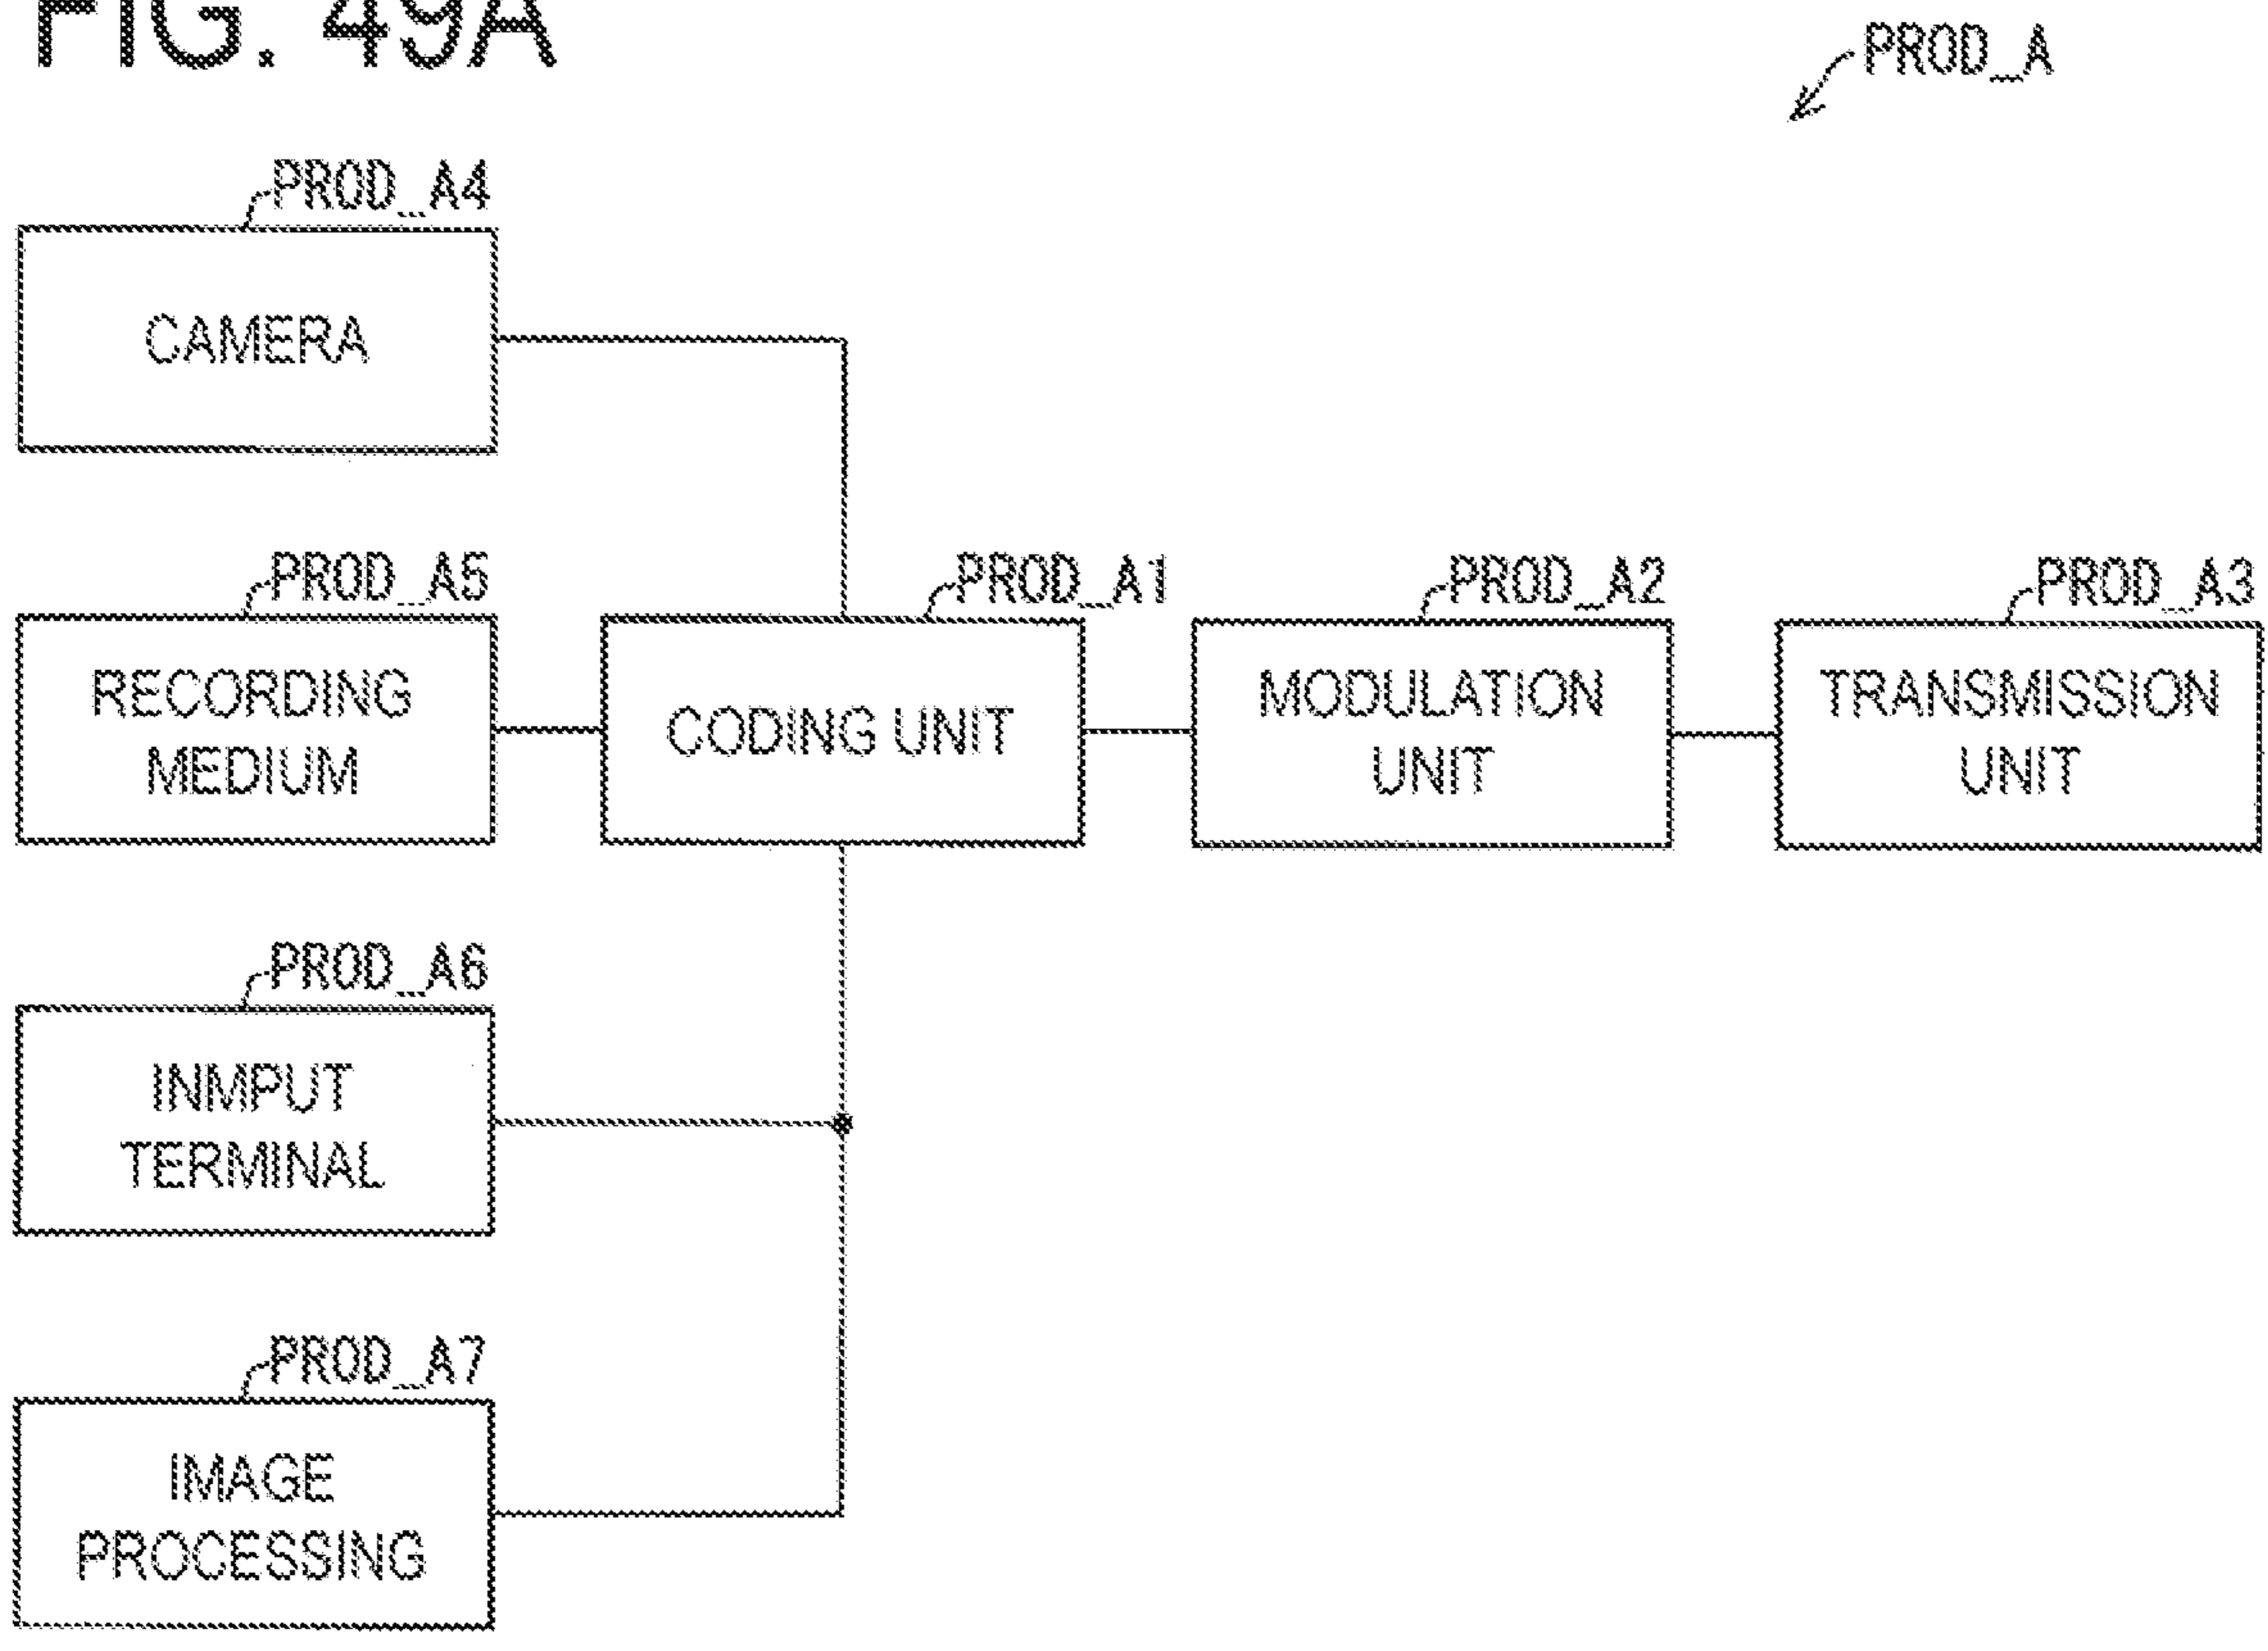 FIG. 49A
PROD_A
PROD_A4
CAMERA
PROD_A5
RECORDING
MEDIUM
PROD_A1
CODING UNIT
PROD_A2
MODULATION
UNIT
PROD_A3
TRANSMISSION
UNIT
PROD_A6
INMPUT
TERMINAL
PROD_A7
IMAGE
PROCESSING